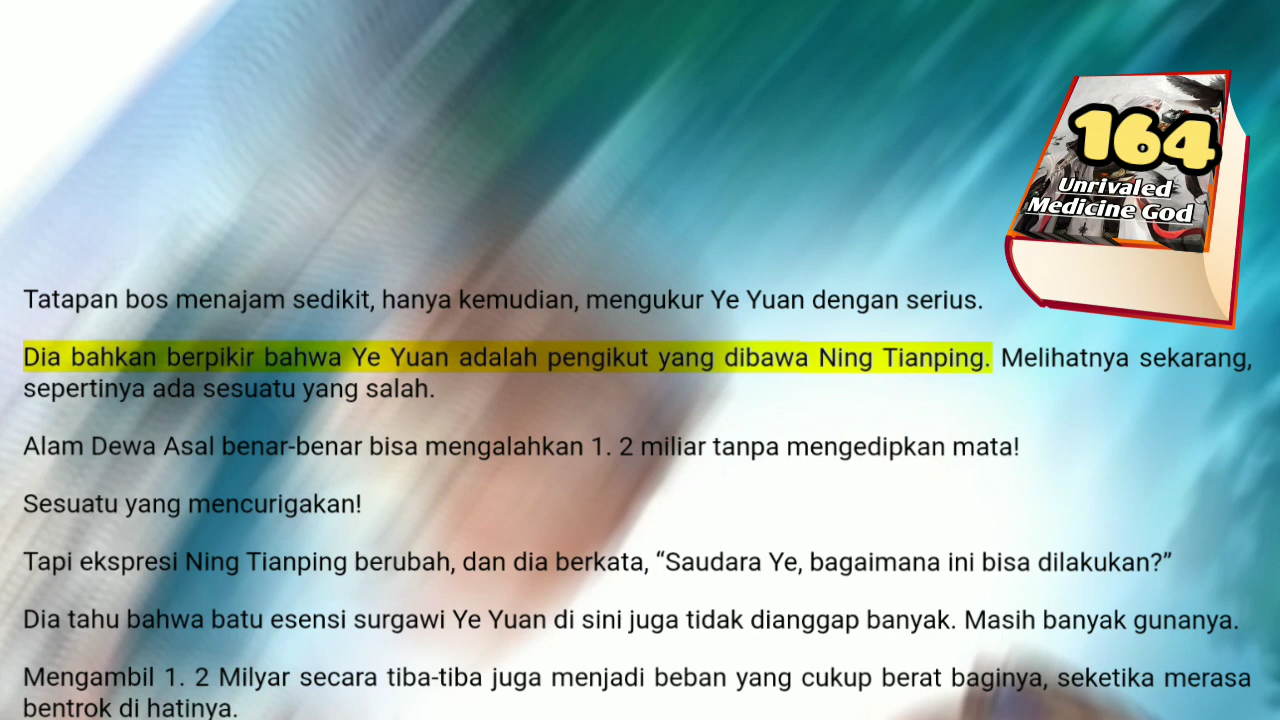 164
Unrivaled
Medicine God
Tatapan bos menajam sedikit, hanya kemudian, mengukur Ye Yuan dengan serius.
Dia bahkan berpikir bahwa Ye Yuan adalah pengikut yang dibawa Ning Tianping. Melihatnya sekarang,
sepertinya ada sesuatu yang salah.
Alam Dewa Asal benar-benar bisa mengalahkan 1. 2 miliar tanpa mengedipkan mata!
Sesuatu yang mencurigakan!
Tapi ekspresi Ning Tianping berubah, dan dia berkata, “Saudara Ye, bagaimana ini bisa dilakukan?”
Dia tahu bahwa batu esensi surgawi Ye Yuan di sini juga tidak dianggap banyak. Masih banyak gunanya.
Mengambil 1. 2 Milyar secara tiba-tiba juga menjadi beban yang cukup berat baginya, seketika merasa
bentrok di hatinya.